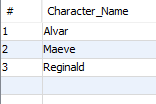 # Character_Name
1 Alvar
2 Maeve
3 Reginald